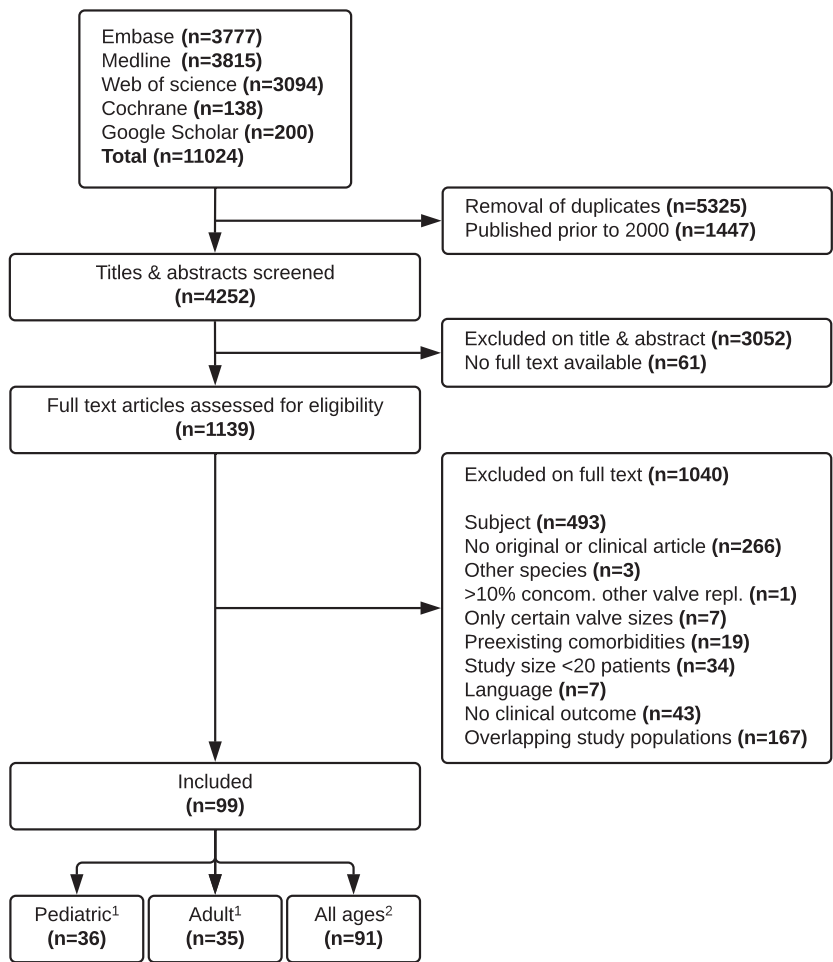 Embase (n=3777)
Medline (n=3815)
Web of science (n=3094)
Cochrane (n=138)
Google Scholar (n=200)
Total (n=11024)
Removal of duplicates (n=5325)
Published prior to 2000 (n=1447)
Titles & abstracts screened
(n=4252)
Excluded on title & abstract (n=3052)
No full text available (n=61)
Full text articles assessed for eligibility
(n=1139)
Excluded on full text (n=1040)
Subject (n=493)
No original or clinical article (n=266)
Other species (n=3)
>10% concom. other valve repl. (n=1)
Only certain valve sizes (n=7)
Preexisting comorbidities (n=19)
Study size <20 patients (n=34)
Language (n=7)
No clinical outcome (n=43)
Overlapping study populations (n=167)
Included
(n=99)
Pediatric¹
(n=36)
Adult¹
(n=35)
All ages²
(n=91)